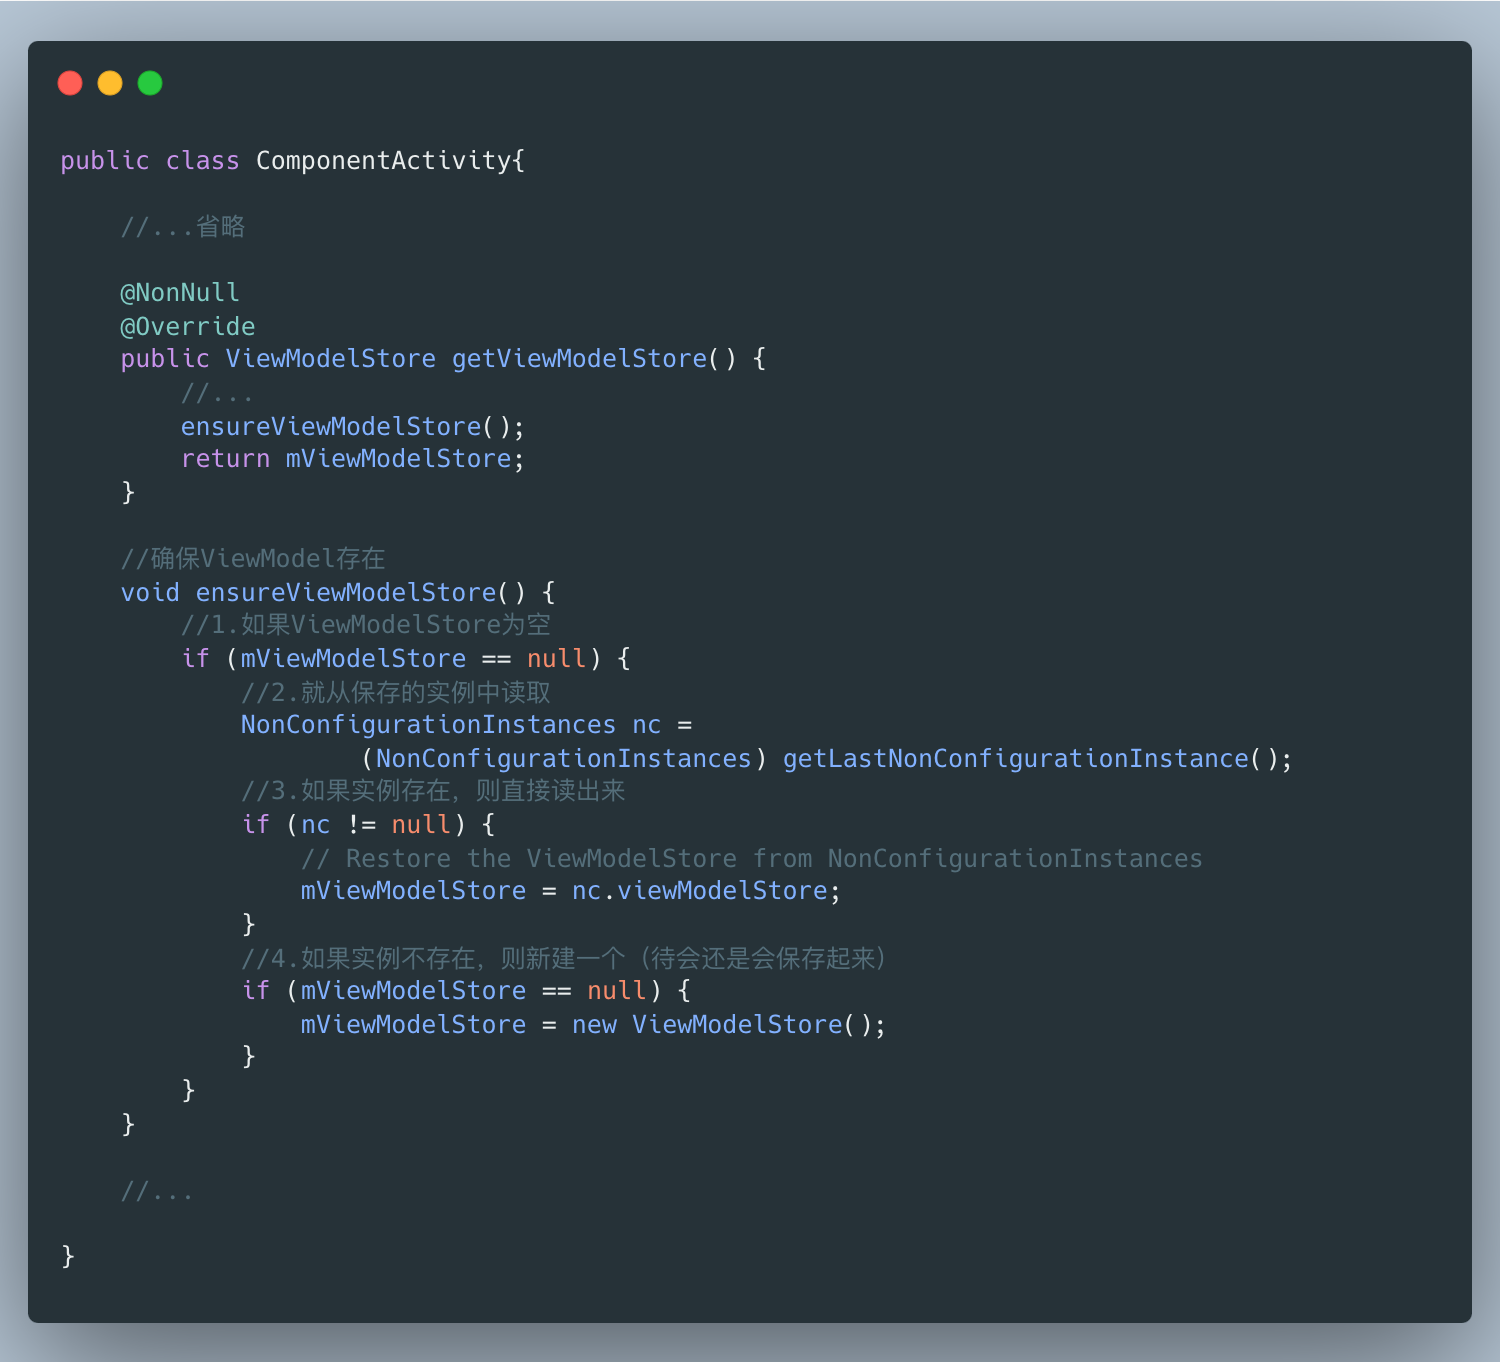 public class ComponentActivity{
//...省略
@NonNull
@Override
public ViewModelStore getViewModelStore() {
//...
ensureViewModelStore();
return mViewModelStore;
}
//确保ViewModel存在
void ensureViewModelStore() {
//1.如果ViewModelStore为空
if (mViewModelStore == null) {
//2.就从保存的实例中读取
NonConfigurationInstances nc =
(NonConfigurationInstances) getLastNonConfigurationInstance();
//3.如果实例存在，则直接读出来
if (nc != null) {
// Restore the ViewModelStore from NonConfigurationInstances
mViewModelStore = nc.viewModelStore;
}
//4.如果实例不存在，则新建一个（待会还是会保存起来）
if (mViewModelStore == null) {
mViewModelStore = new ViewModelStore();
}
}
}
//...
}